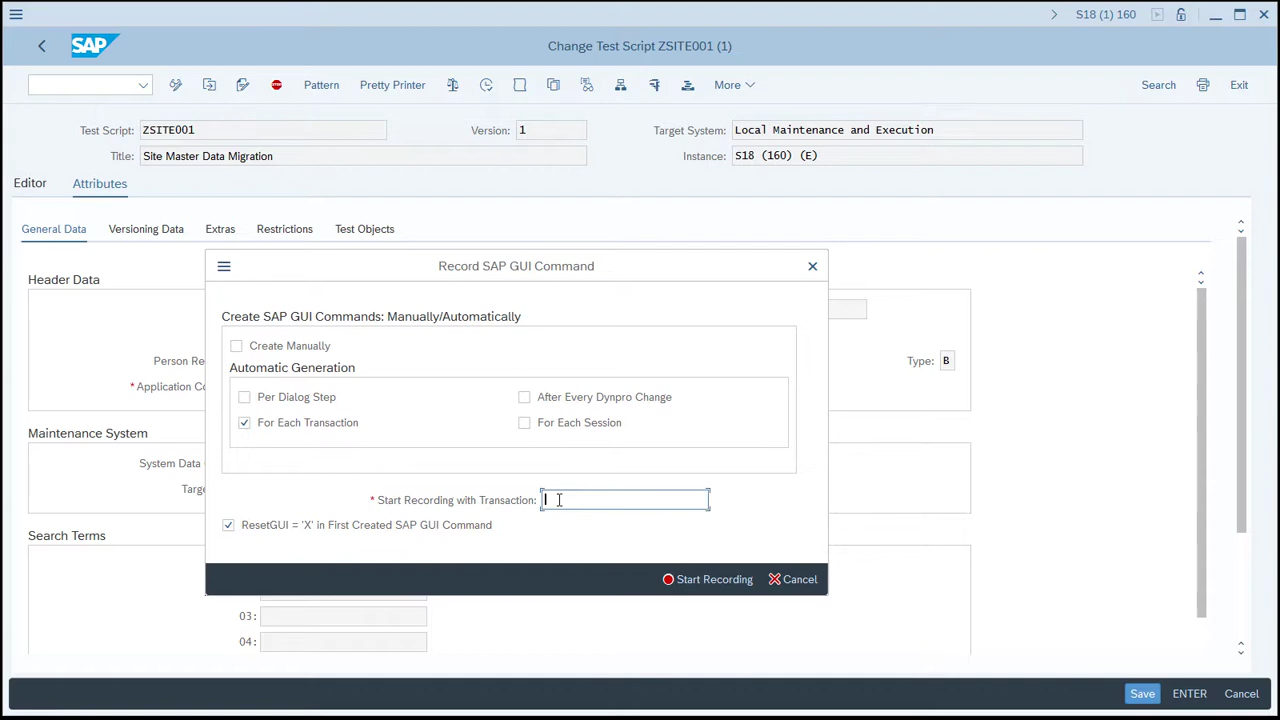 S18 (1) 160
SAP
Change Test Script ZSITE001 (1)
Pattern
Pretty Printer
More
Search
Exit
Test Script: ZSITE001
Version: 1
Target System: Local Maintenance and Execution
Title: Site Master Data Migration
Instance: S18 (160) (E)
Editor
Attributes
General Data
Versioning Data
Extras
Restrictions
Test Objects
Header Data
Person Re
Type: B
* Application Co
Maintenance System
System Data
Targe
Search Terms
03:
04:
Record SAP GUI Command
Create SAP GUI Commands: Manually/Automatically
Create Manually
Automatic Generation
Per Dialog Step
After Every Dynpro Change
For Each Transaction
For Each Session
* Start Recording with Transaction:
ResetGUI = 'X' in First Created SAP GUI Command
Start Recording
Cancel
Save
ENTER
Cancel